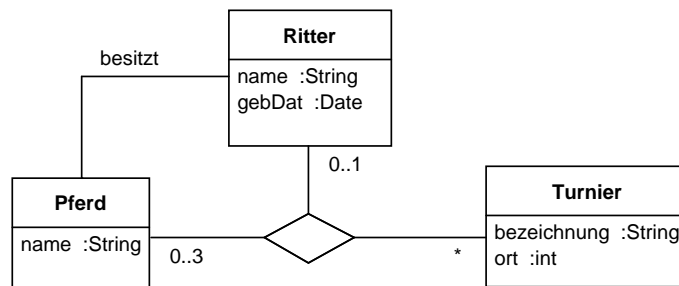 Ritter
besitzt
name :String
gebDat :Date
0..1
Pferd
Turnier
name :String
bezeichnung :String
0..3
*
ort :int